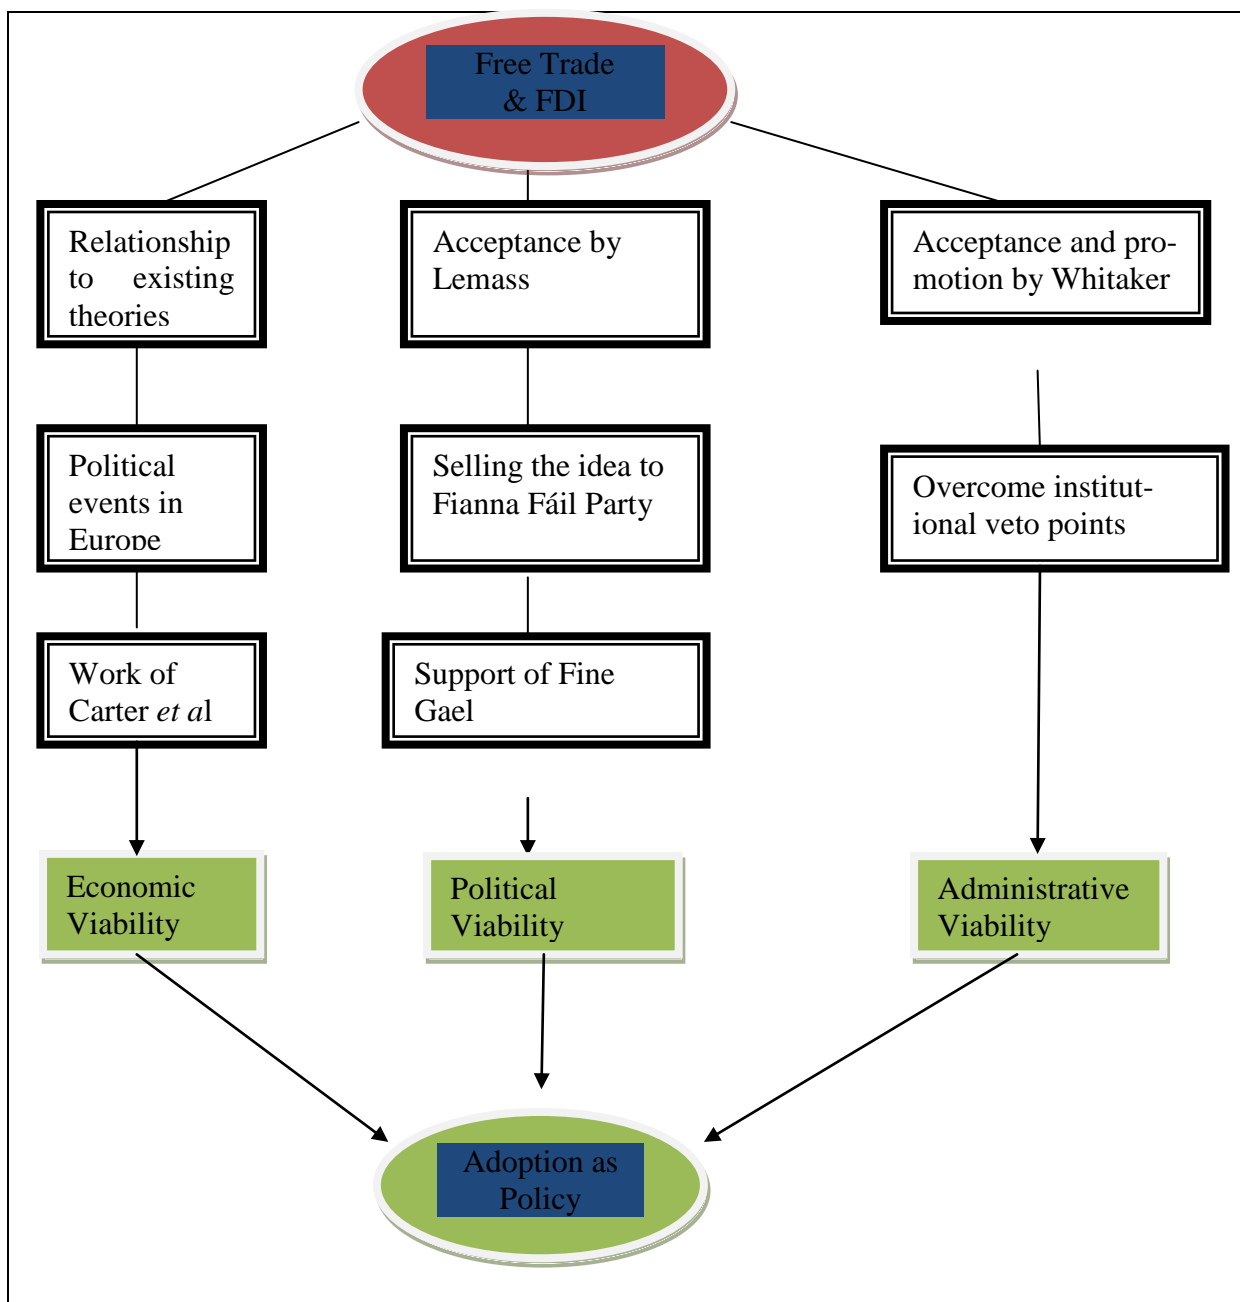 Free Trade
& FDI
Relationship
to existing
theories
Acceptance by
Lemass
Acceptance and pro-
motion by Whitaker
Political
events in
Europe
Selling the idea to
Fianna Fáil Party
Overcome institut-
ional veto points
Work of
Carter et al
Support of Fine
Gael
Economic
Viability
Political
Viability
Administrative
Viability
Adoption as
Policy